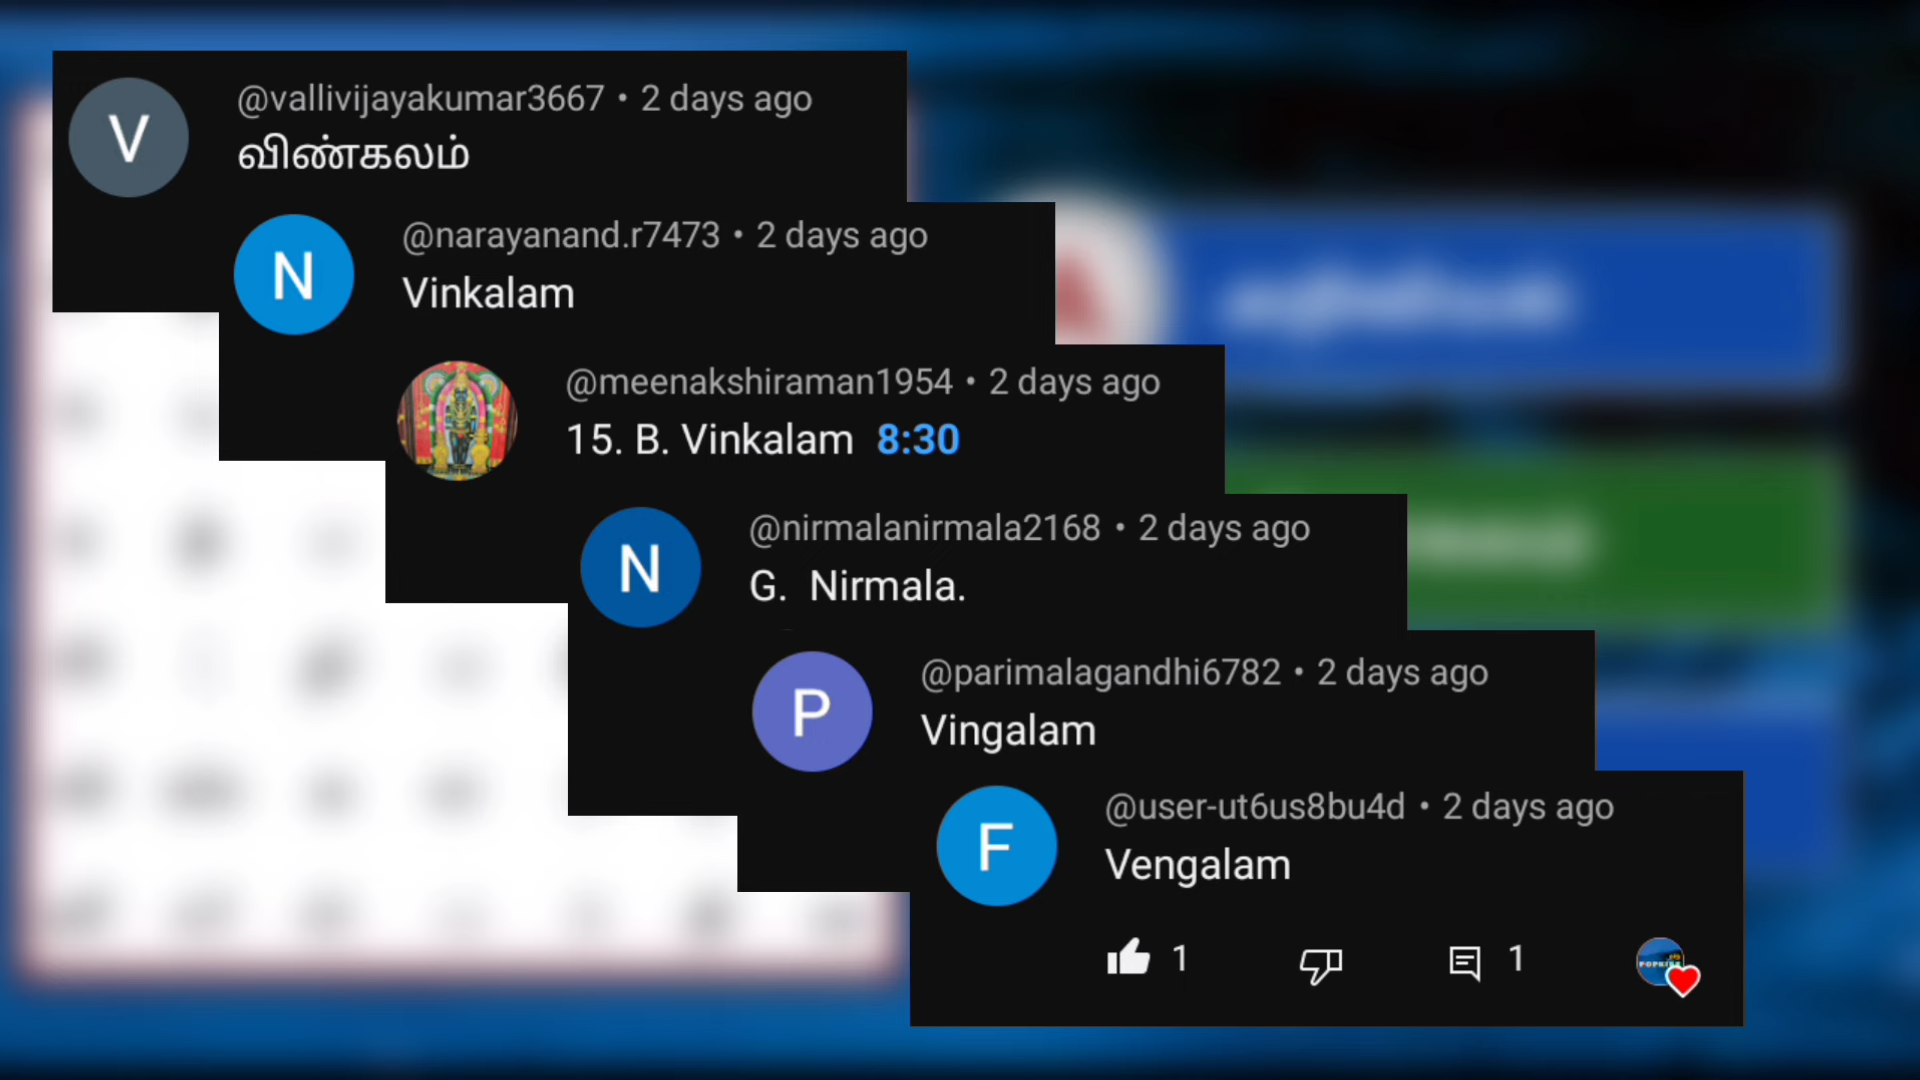 V
@vallivijayakumar3667 • 2 days ago
விண்கலம்
N
@narayanand.r7473 • 2 days ago
Vinkalam
@meenakshiraman1954 • 2 days ago
15. B. Vinkalam 8:30
N
@nirmalanirmala2168 • 2 days ago
G. Nirmala.
P
@parimalagandhi6782 • 2 days ago
Vingalam
F
@user-ut6us8bu4d • 2 days ago
Vengalam
1
1